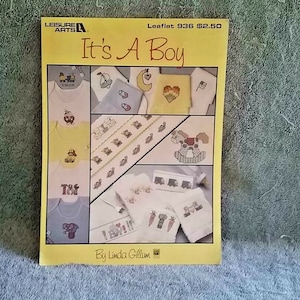 LEISURE ARTS
Leaflet 936 $2.50
It's A Boy
By Linda Gillum